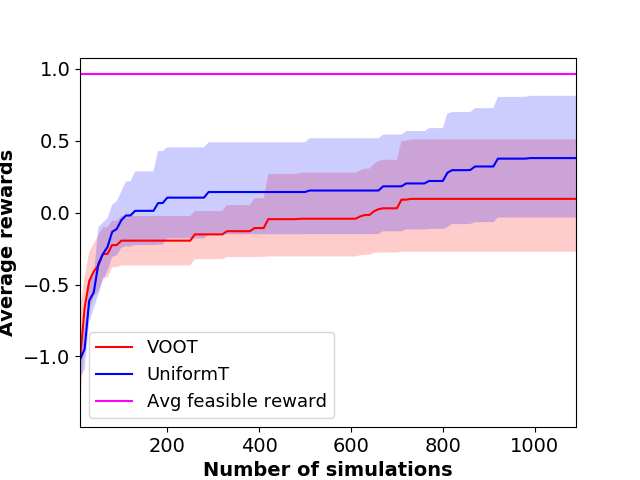 1.0
0.5
0.0
−0.5
−1.0
Average rewards
VOOT
UniformT
Avg feasible reward
200 400 600 800 1000
Number of simulations